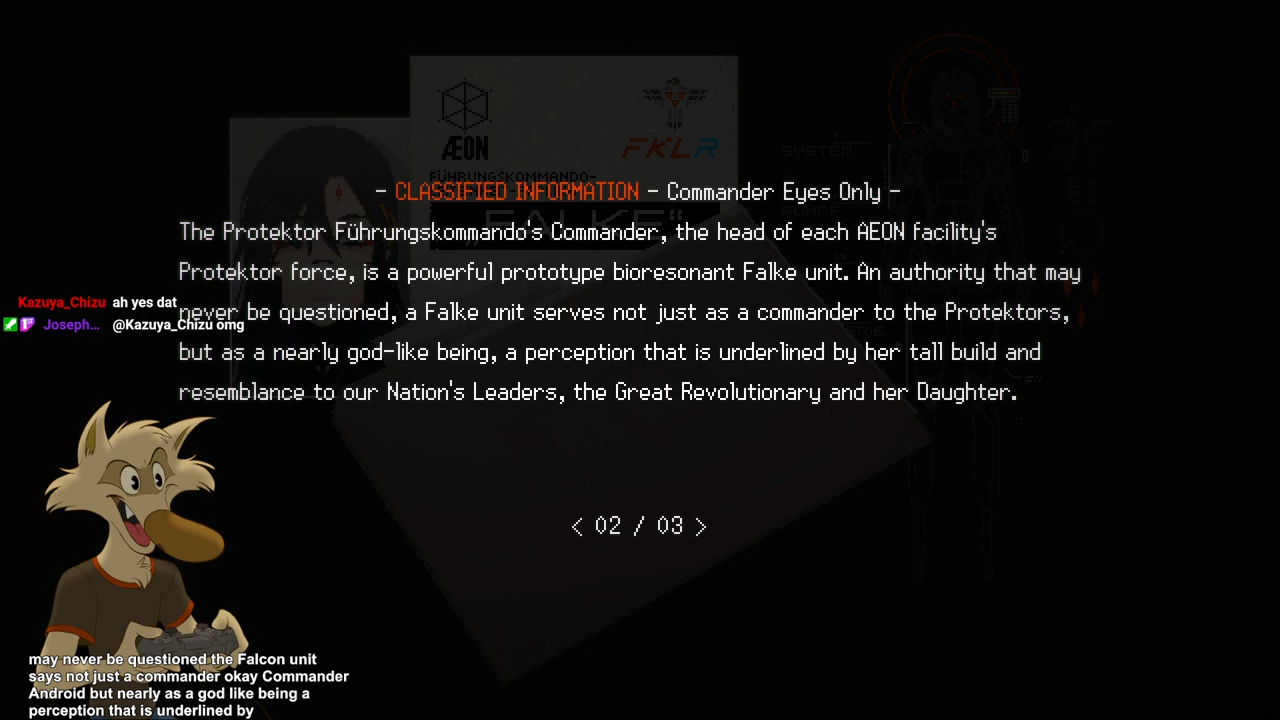 ÆON
FKLR
FÜHRUNGSKOMMANDO-
SYSTEM
- CLASSIFIED INFORMATION - Commander Eyes Only -
The Protektor Führungskommando's Commander, the head of each AEON facility's
Protektor force, is a powerful prototype bioresonant Falke unit. An authority that may
never be questioned, a Falke unit serves not just as a commander to the Protektors,
but as a nearly god-like being, a perception that is underlined by her tall build and
resemblance to our Nation's Leaders, the Great Revolutionary and her Daughter.
< 02 / 03 >
Kazuya_Chizu ah yes dat
Joseph... @Kazuya_Chizu omg
may never be questioned the Falcon unit
says not just a commander okay Commander
Android but nearly as a god like being a
perception that is underlined by